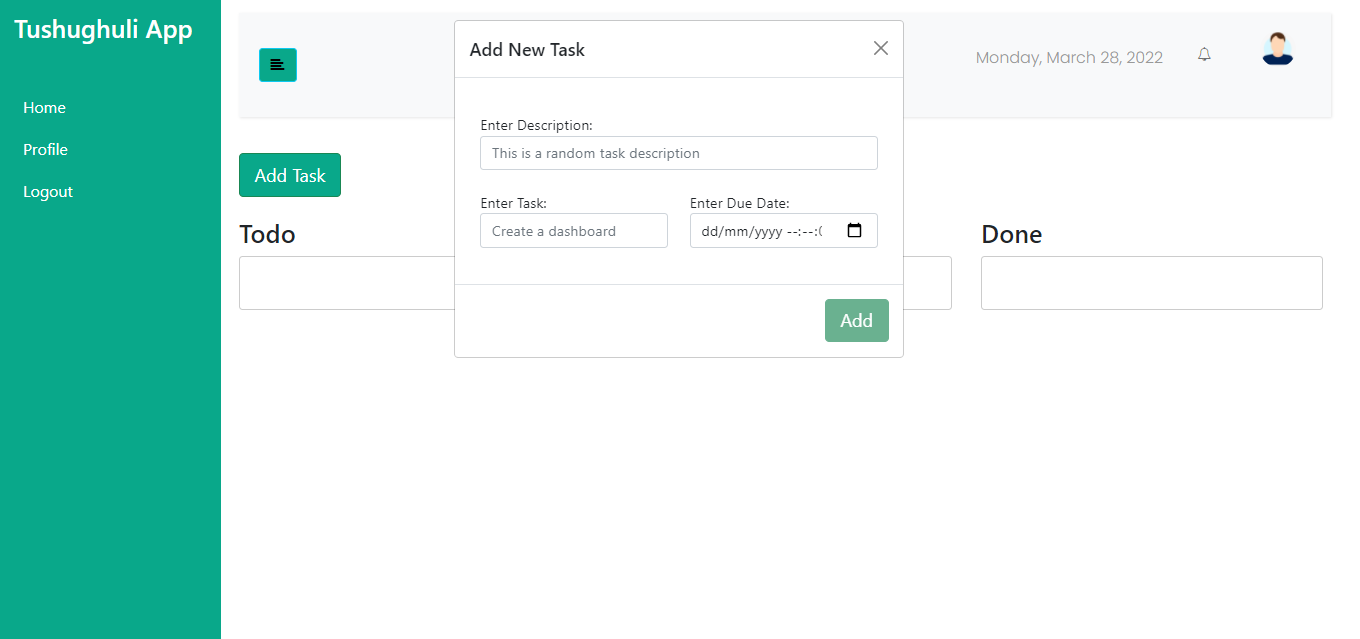 Tushughuli App
Home
Profile
Logout
Monday, March 28, 2022
Add Task
Todo
Done
Add New Task
Enter Description:
This is a random task description
Enter Task:
Enter Due Date:
Create a dashboard
dd/mm/yyyy --:--:
Add